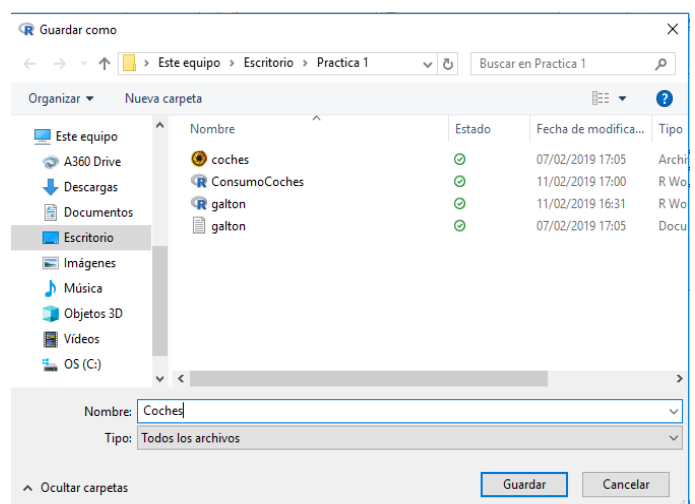 Guardar como
Este equipo > Escritorio > Practica 1
Buscar en Practica 1
Organizar Nueva carpeta
Nombre Estado Fecha de modifica... Tipo
Este equipo
A360 Drive
Descargas
Documentos
Escritorio
Imágenes
Música
Objetos 3D
Vídeos
OS (C:)
coches 07/02/2019 17:05 Archi
ConsumoCoches 11/02/2019 17:00 R Wo
galton 11/02/2019 16:31 R Wo
galton 07/02/2019 17:05 Docu
Nombre: Coches
Tipo: Todos los archivos
Ocultar carpetas Guardar Cancelar